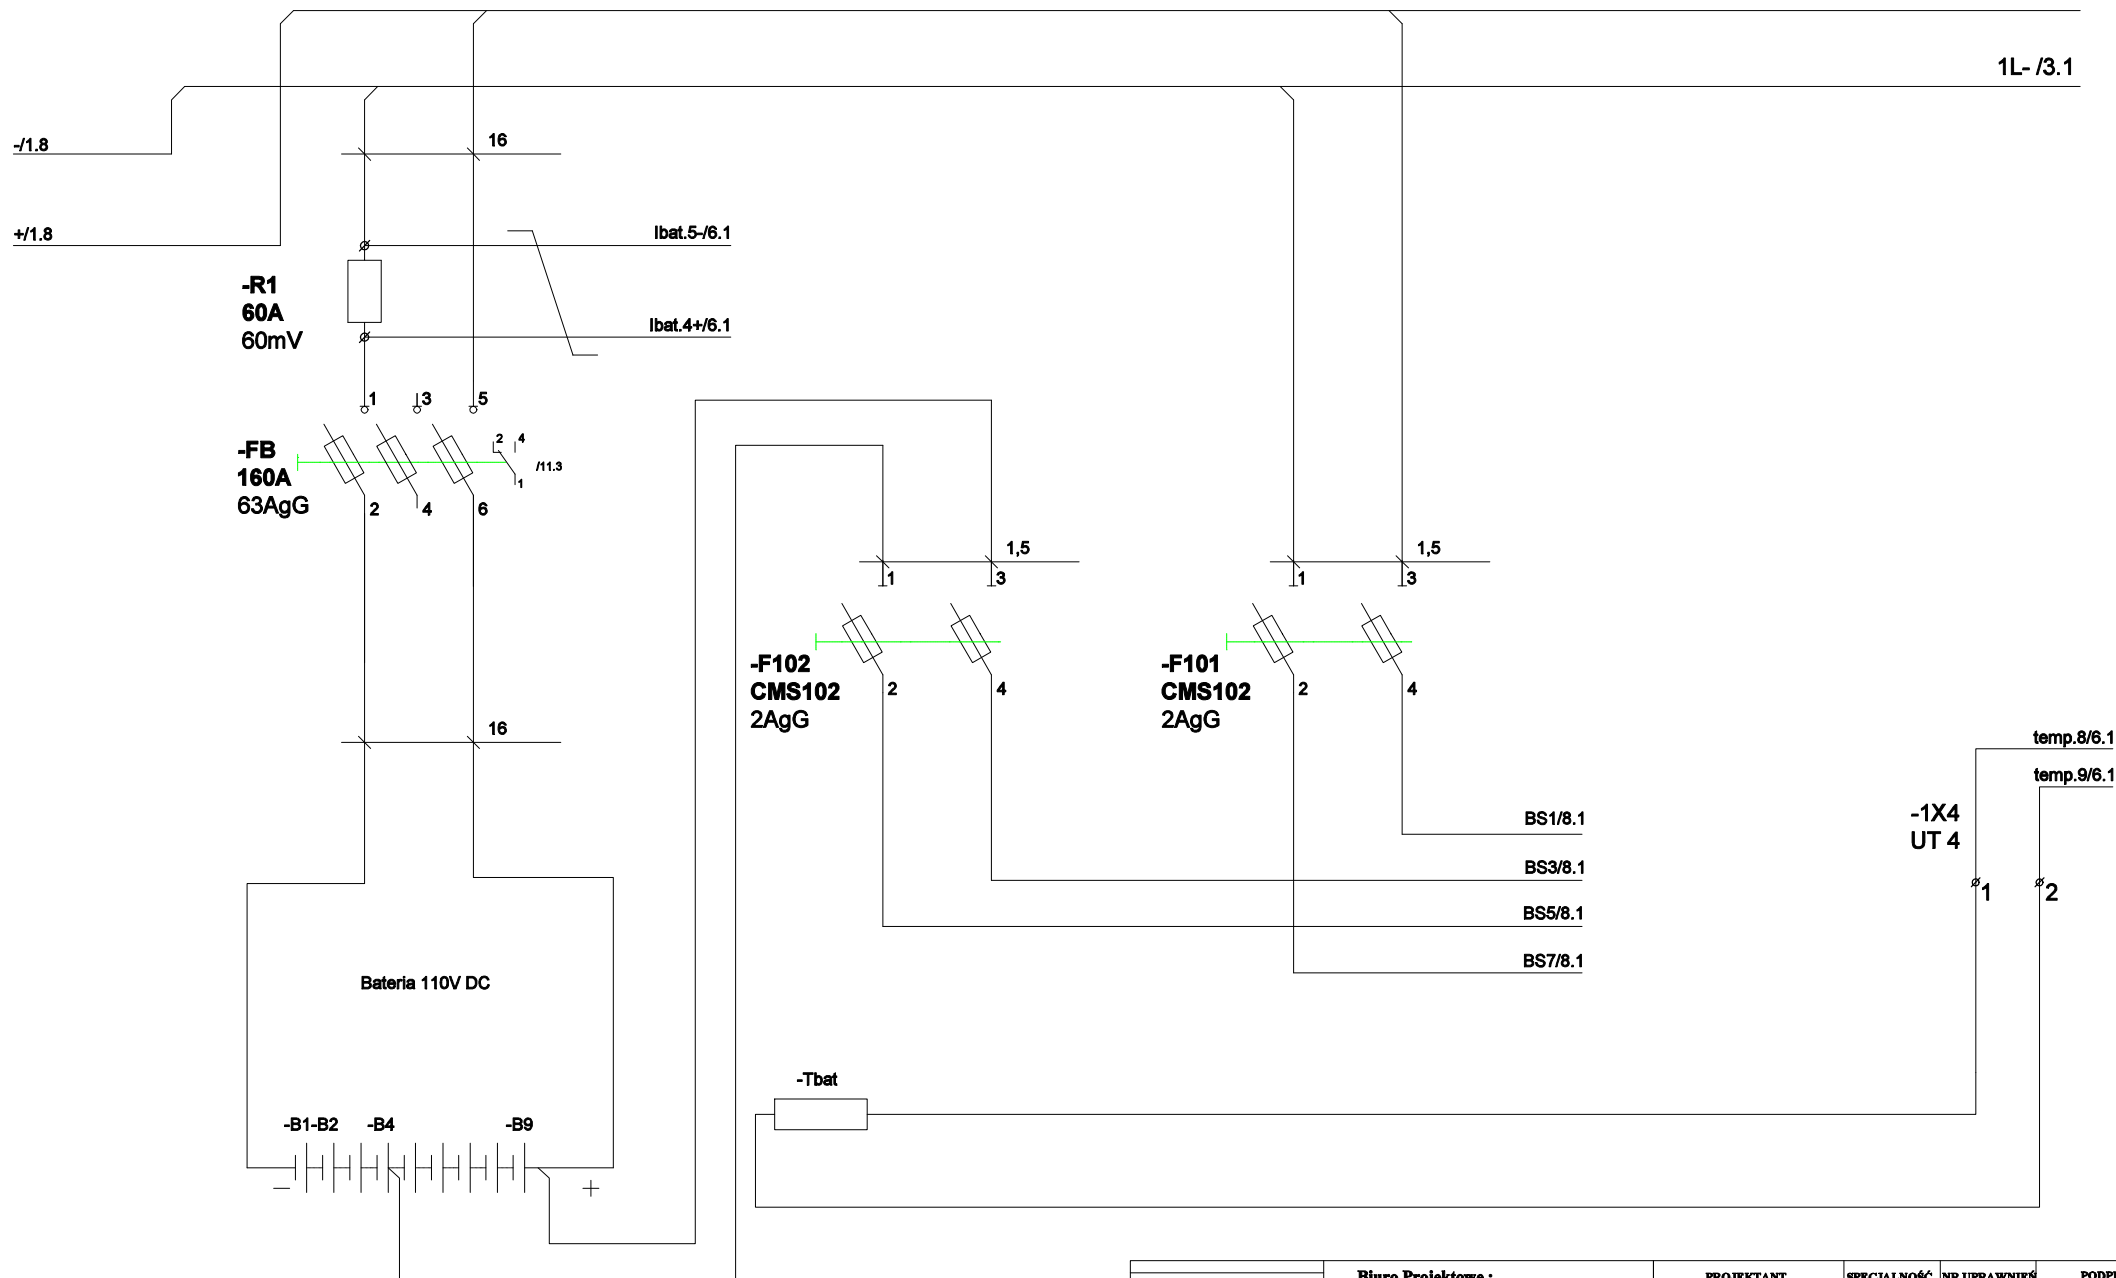 1L- /3.1
-/1.8
16
+/1.8
Ibat.5-/6.1
-R1
60A
60mV
Ibat.4+/6.1
1
3
5
-FB
160A
63AgG
2
4
/11.3
1
2
4
6
1,5
1,5
1
3
1
3
-F102
CMS102
2AgG
2
4
-F101
CMS102
2AgG
2
4
16
temp.8/6.1
temp.9/6.1
-1X4
UT 4
BS1/8.1
BS3/8.1
1
2
BS5/8.1
BS7/8.1
Bateria 110V DC
-Tbat
-B1-B2
-B4
-B9
−
+
Biuro Projektowe :
PROJEKTANT
SPECJALNOŚĆ
NR UPRAWNIEŃ